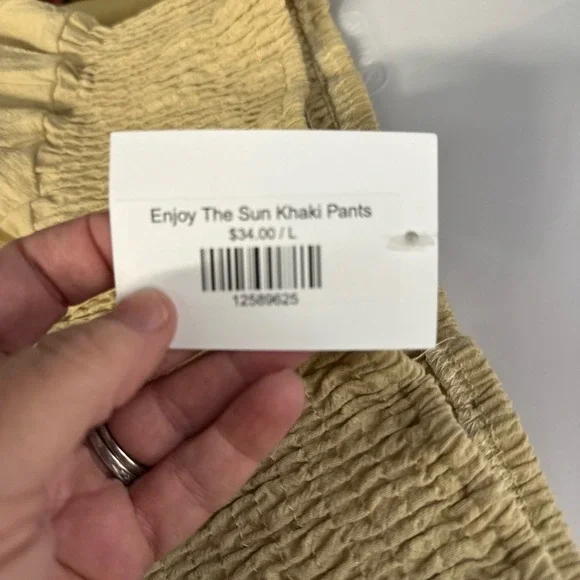 Enjoy The Sun Khaki Pants
$34.00 / L
12589625